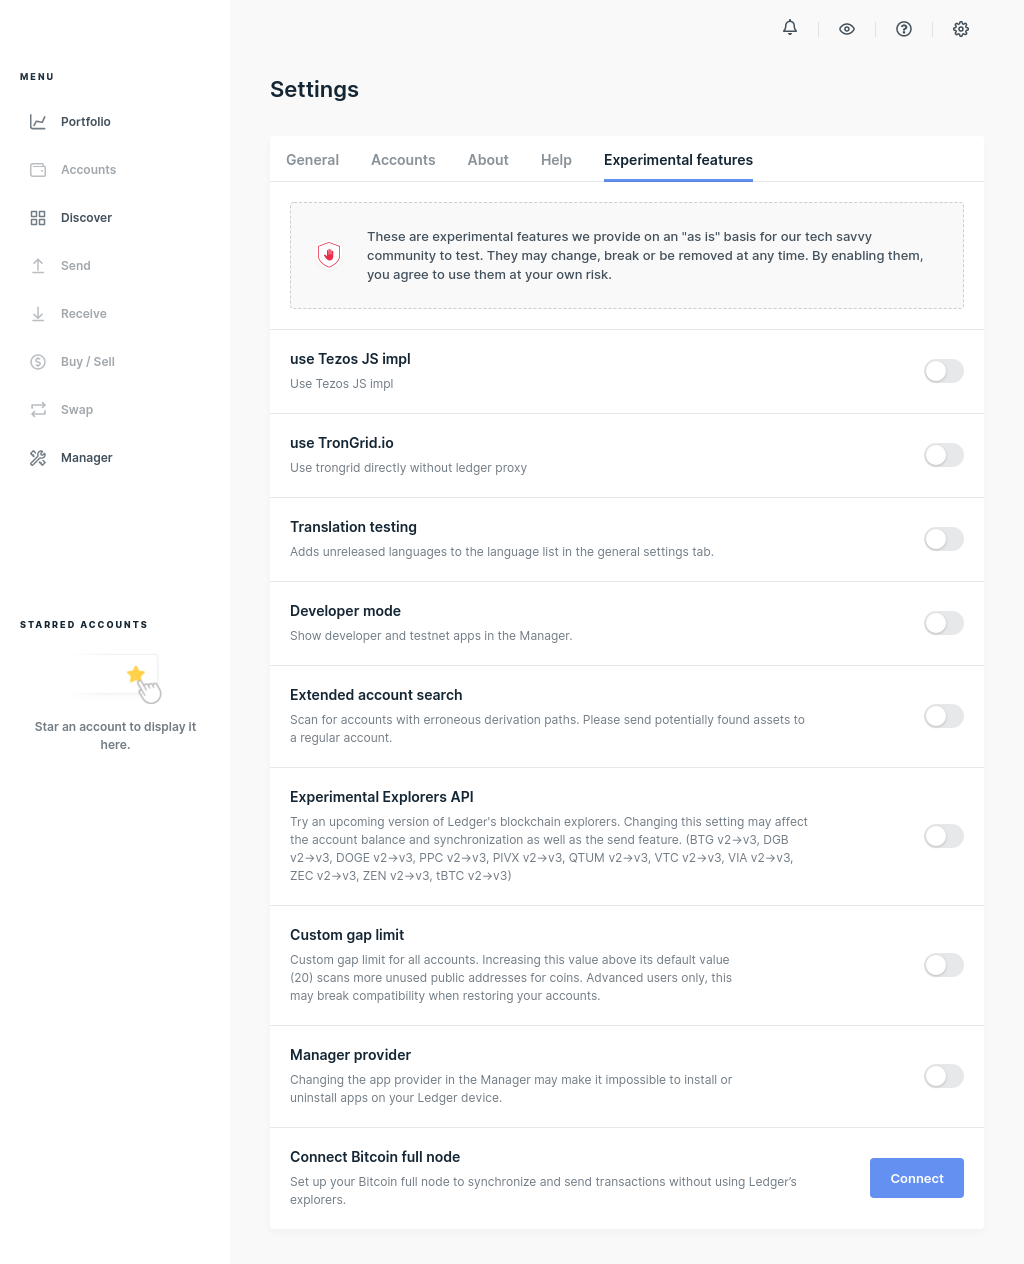 MENU
Portfolio
Accounts
Discover
Send
Receive
Buy / Sell
Swap
Manager
STARRED ACCOUNTS
Star an account to display it
here.
Settings
General Accounts About Help Experimental features
These are experimental features we provide on an "as is" basis for our tech savvy
community to test. They may change, break or be removed at any time. By enabling them,
you agree to use them at your own risk.
use Tezos JS impl
Use Tezos JS impl
use TronGrid.io
Use trongrid directly without ledger proxy
Translation testing
Adds unreleased languages to the language list in the general settings tab.
Developer mode
Show developer and testnet apps in the Manager.
Extended account search
Scan for accounts with erroneous derivation paths. Please send potentially found assets to
a regular account.
Experimental Explorers API
Try an upcoming version of Ledger's blockchain explorers. Changing this setting may affect
the account balance and synchronization as well as the send feature. (BTG v2→v3, DGB
v2→v3, DOGE v2→v3, PPC v2→v3, PIVX v2→v3, QTUM v2→v3, VTC v2→v3, VIA v2→v3,
ZEC v2→v3, ZEN v2→v3, tBTC v2→v3)
Custom gap limit
Custom gap limit for all accounts. Increasing this value above its default value
(20) scans more unused public addresses for coins. Advanced users only, this
may break compatibility when restoring your accounts.
Manager provider
Changing the app provider in the Manager may make it impossible to install or
uninstall apps on your Ledger device.
Connect Bitcoin full node
Set up your Bitcoin full node to synchronize and send transactions without using Ledger’s
explorers.
Connect